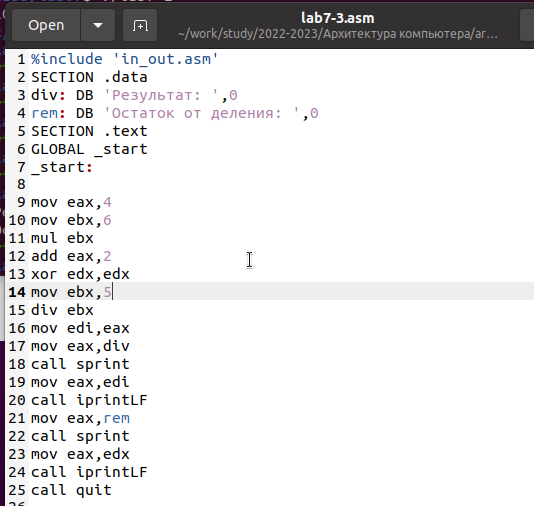 Open
lab7-3.asm
~/work/study/2022-2023/Архитектура компьютера/ar…
1 %include 'in_out.asm'
2 SECTION .data
3 div: DB 'Результат: ',0
4 rem: DB 'Остаток от деления: ',0
5 SECTION .text
6 GLOBAL _start
7 _start:
8
9 mov eax,4
10 mov ebx,6
11 mul ebx
12 add eax,2
13 xor edx,edx
14 mov ebx,5
15 div ebx
16 mov edi,eax
17 mov eax,div
18 call sprint
19 mov eax,edi
20 call iprintLF
21 mov eax,rem
22 call sprint
23 mov eax,edx
24 call iprintLF
25 call quit